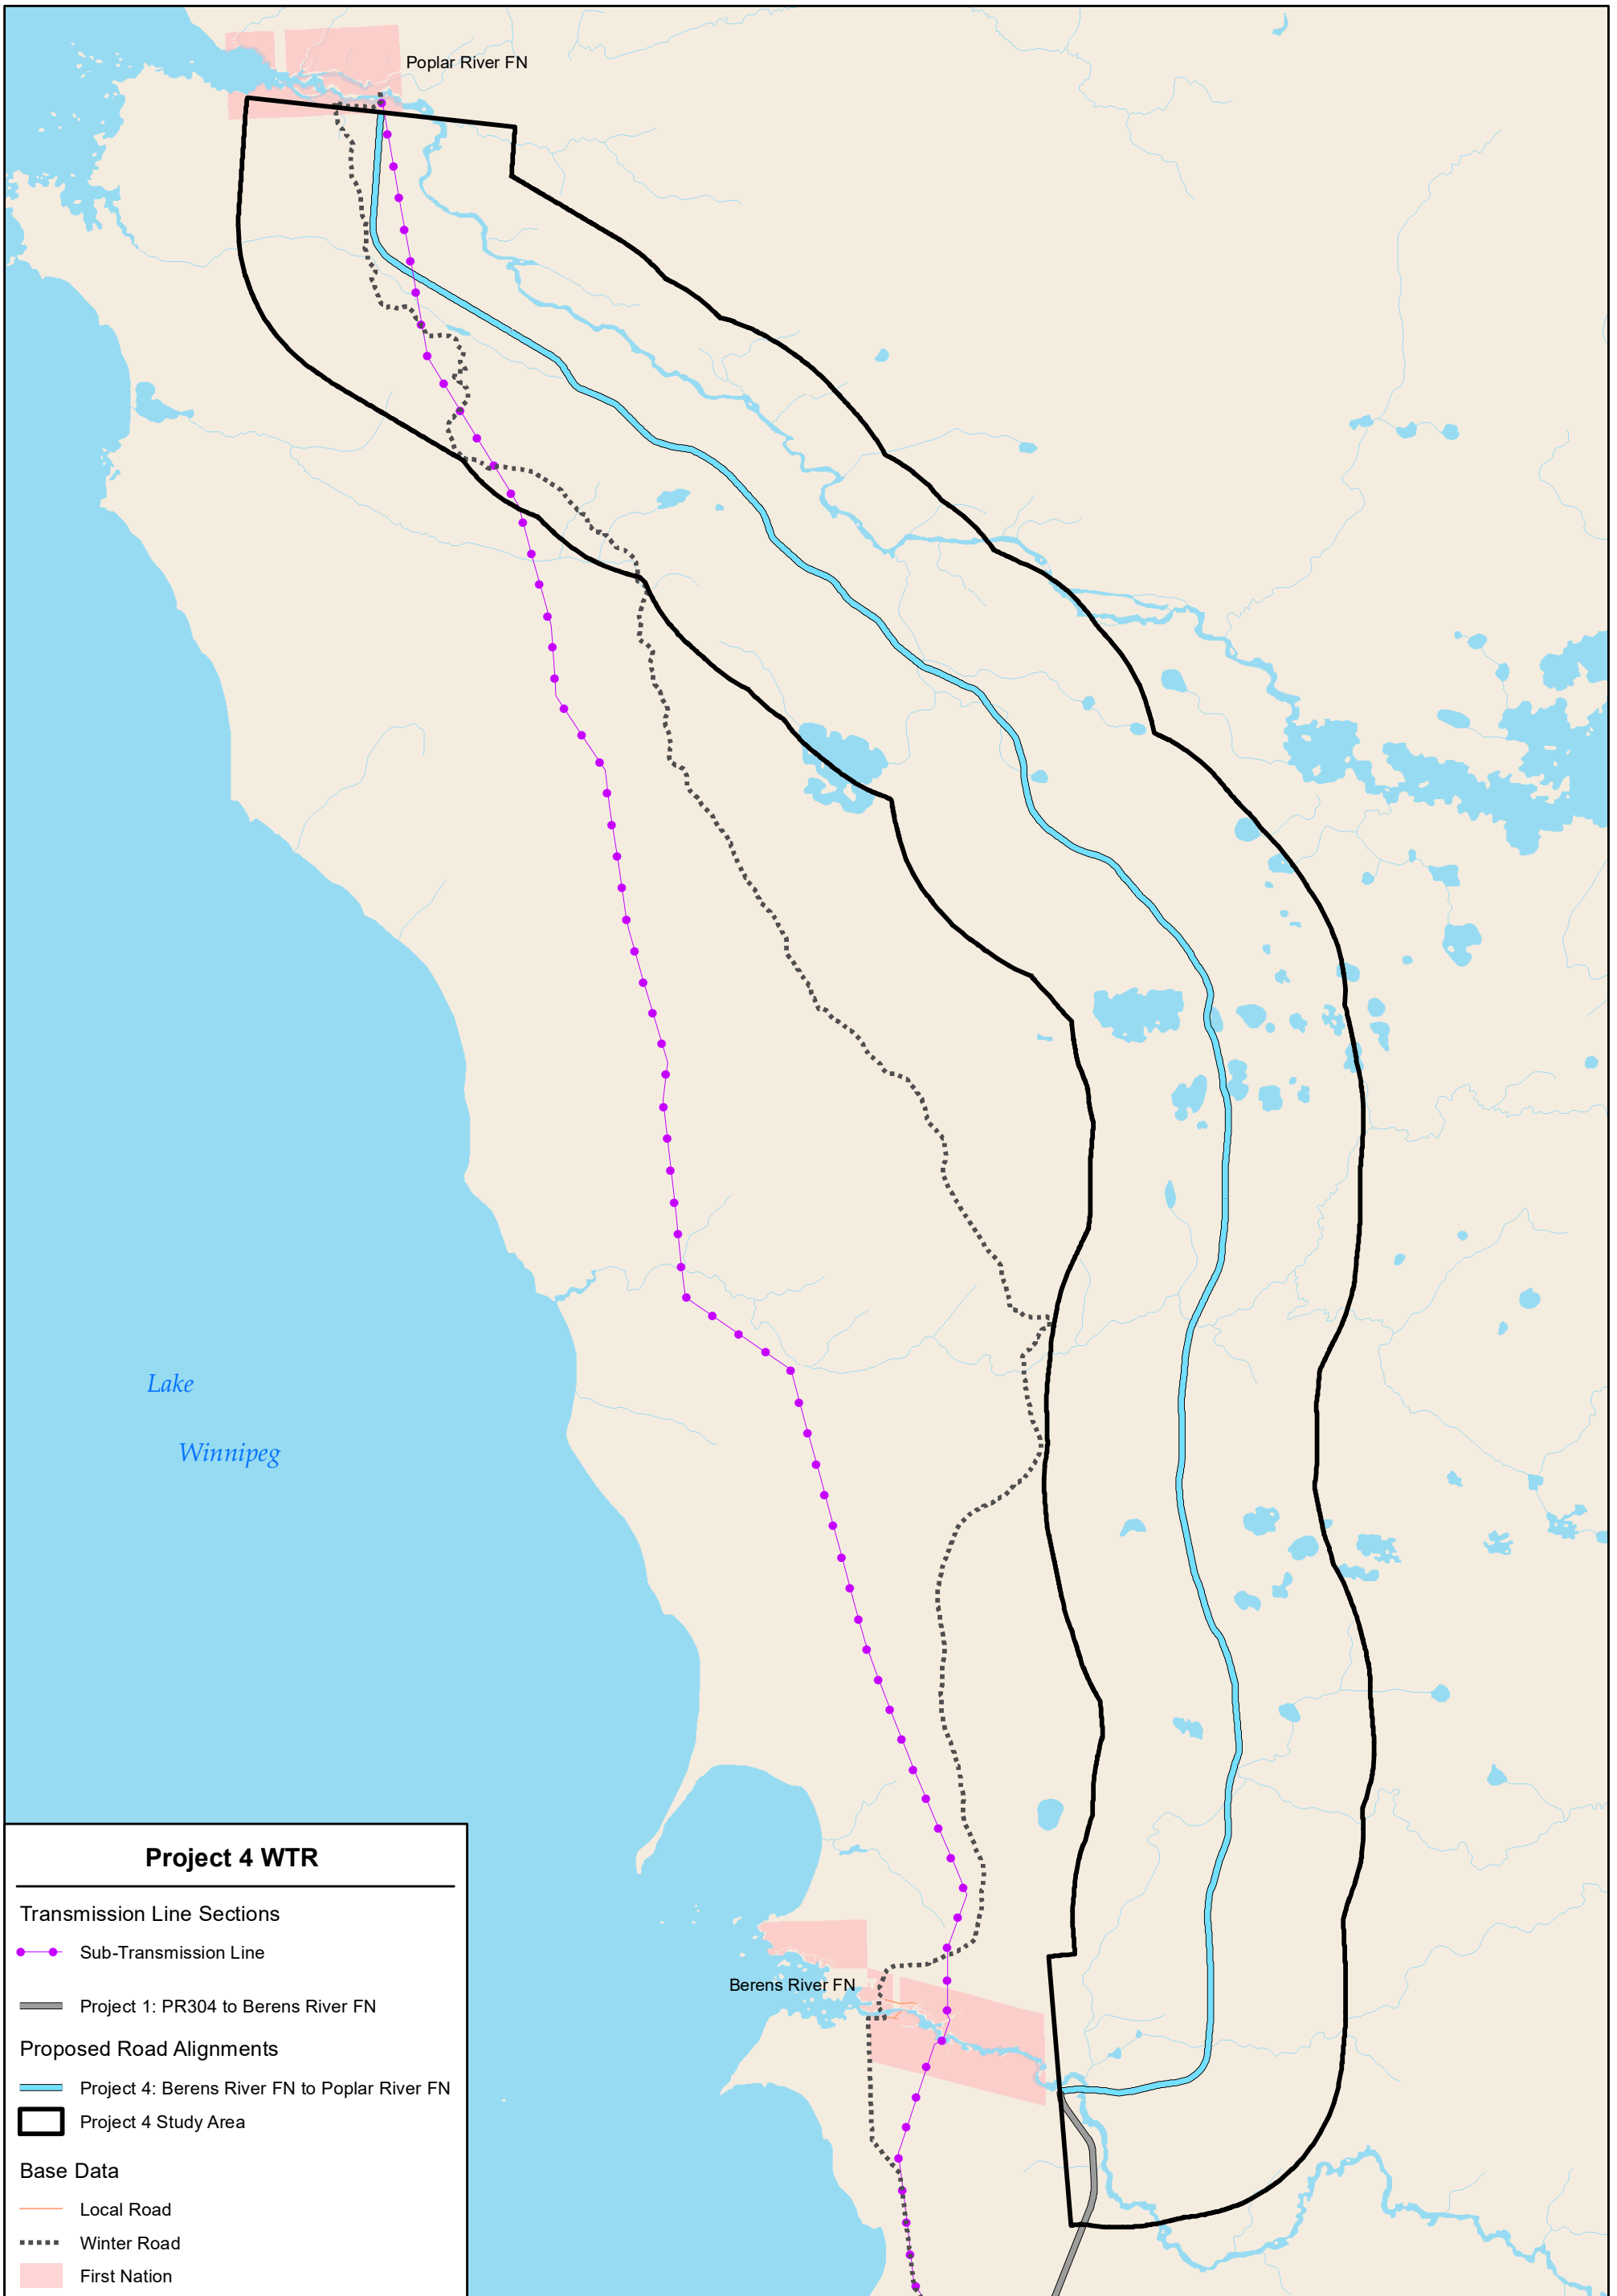 Poplar River FN
Lake
Winnipeg
Berens River FN
Project 4 WTR
Transmission Line Sections
Sub-Transmission Line
Project 1: PR304 to Berens River FN
Proposed Road Alignments
Project 4: Berens River FN to Poplar River FN
Project 4 Study Area
Base Data
Local Road
Winter Road
First Nation